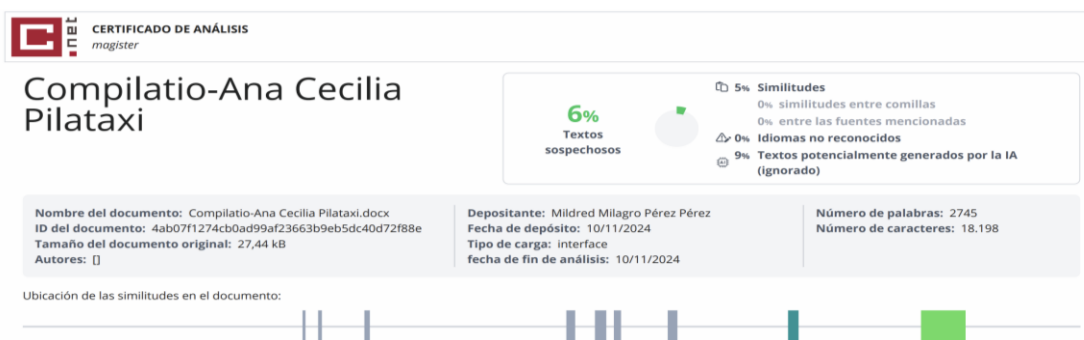 C
.net
CERTIFICADO DE ANÁLISIS
magister
Compilatio-Ana Cecilia
Pilataxi
6%
Textos
sospechosos
5% Similitudes
0% similitudes entre comillas
0% entre las fuentes mencionadas
0% Idiomas no reconocidos
9% Textos potencialmente generados por la IA
(ignorado)
Nombre del documento: Compilatio-Ana Cecilia Pilataxi.docx
ID del documento: 4ab07f1274cb0ad99af23663b9eb5dc40d72f88e
Tamaño del documento original: 27,44 kB
Autores: []
Depositante: Mildred Milagro Pérez Pérez
Fecha de depósito: 10/11/2024
Tipo de carga: interface
fecha de fin de análisis: 10/11/2024
Número de palabras: 2745
Número de caracteres: 18.198
Ubicación de las similitudes en el documento: